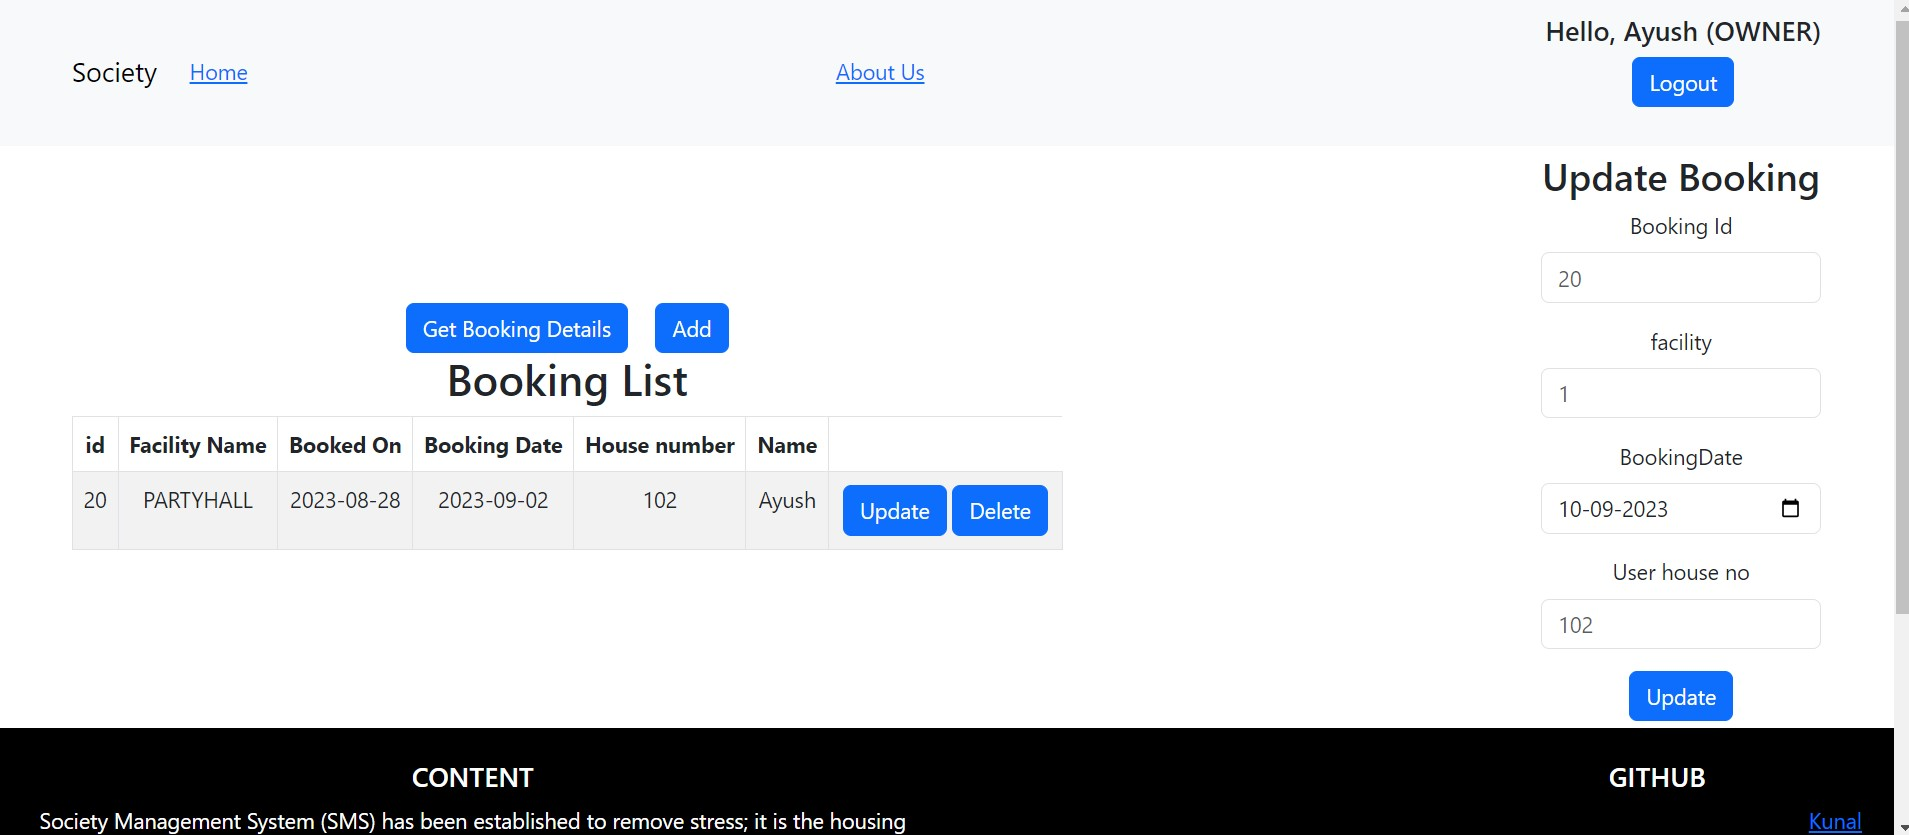 Society Home About Us Hello, Ayush (OWNER)
Logout
Get Booking Details Add
Booking List
id Facility Name Booked On Booking Date House number Name
20 PARTYHALL 2023-08-28 2023-09-02 102 Ayush Update Delete
Update Booking
Booking Id
20
facility
1
BookingDate
10-09-2023
User house no
102
Update
CONTENT
Society Management System (SMS) has been established to remove stress; it is the housing
GITHUB
Kunal